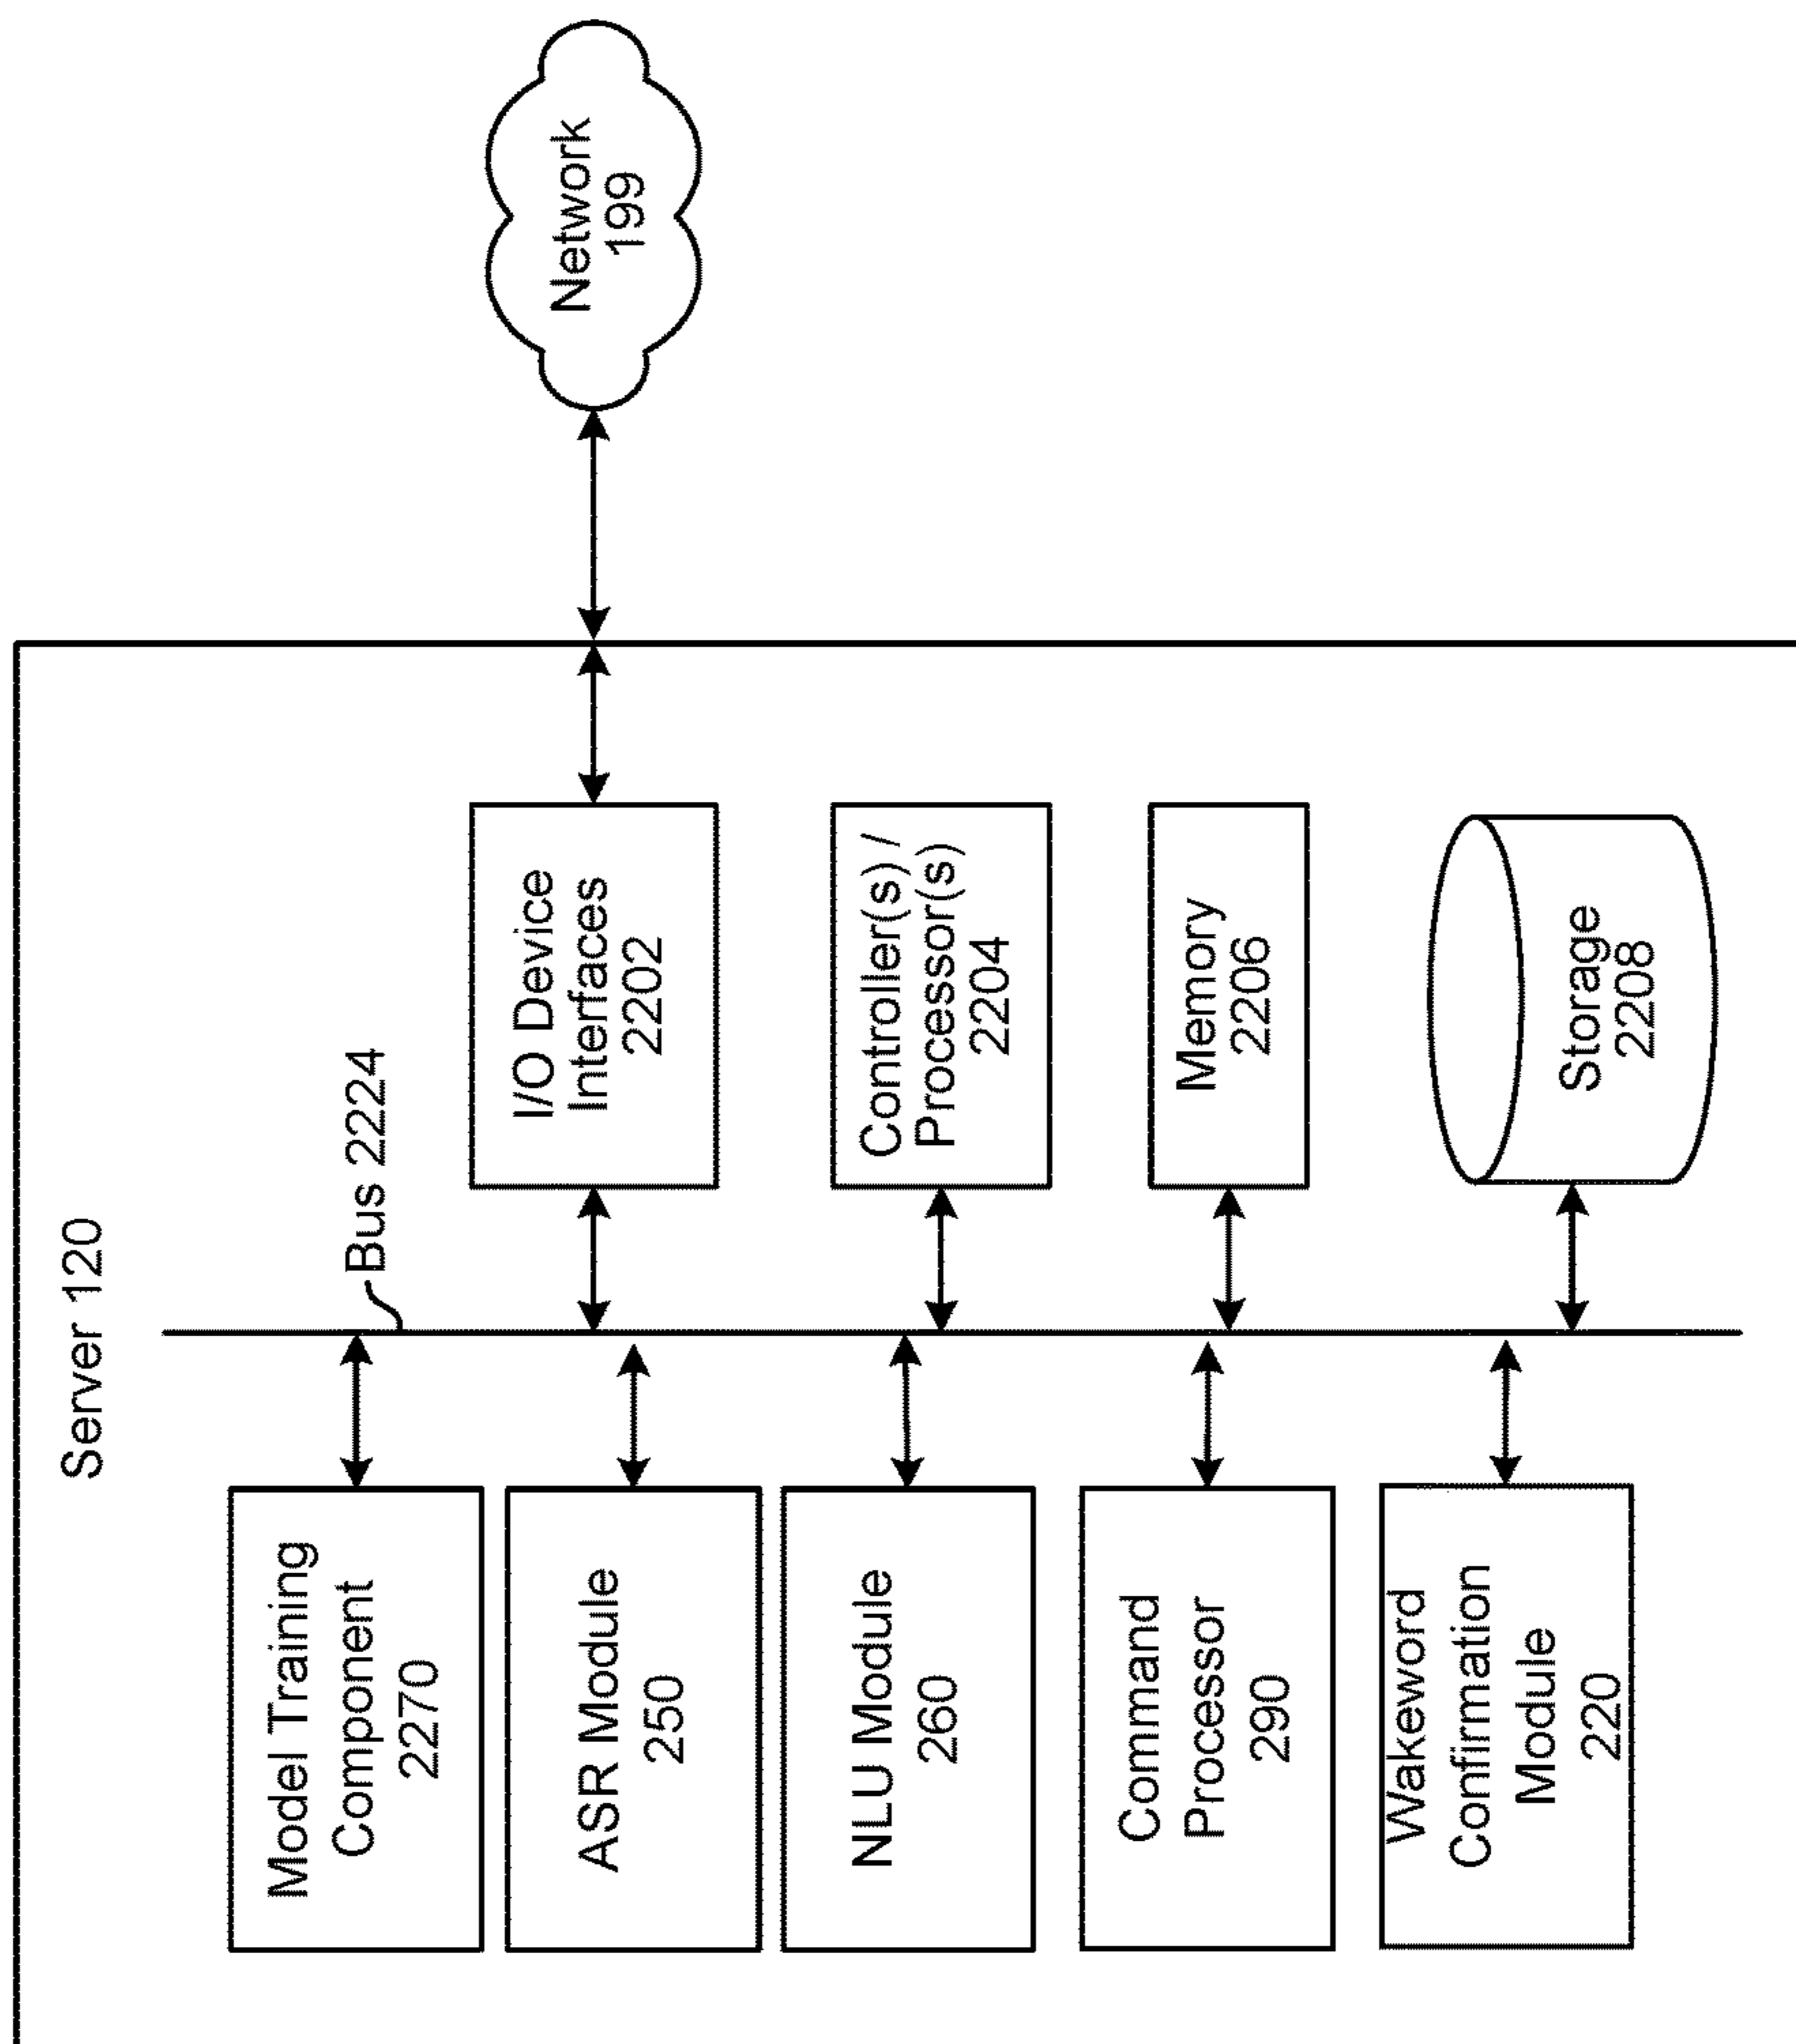 Server 120
Bus 2224
Model Training
Component
2270
ASR Module
250
NLU Module
260
Command
Processor
290
Wakeword
Confirmation
Module
220
I/O Device
Interfaces
2202
Controller(s) /
Processor(s)
2204
Memory
2206
Storage
2208
Network
199